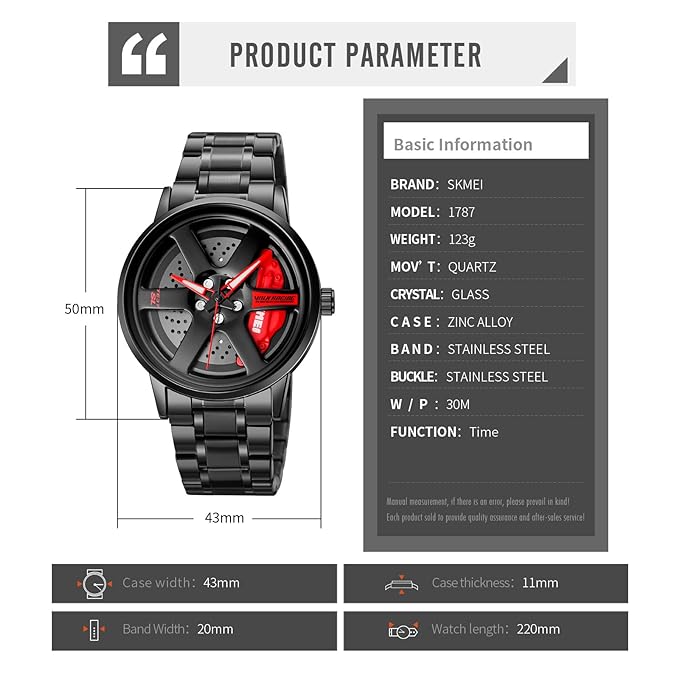 PRODUCT PARAMETER
Basic Information
BRAND: SKMEI
MODEL: 1787
WEIGHT: 123g
MOV'T: QUARTZ
CRYSTAL: GLASS
CASE: ZINC ALLOY
BAND: STAINLESS STEEL
BUCKLE: STAINLESS STEEL
W/P: 30M
FUNCTION: Time
Manual measurement, if there is an error, please prevail in kind!
Each product sold to provide quality assurance and after-sales service!
50mm
43mm
Case width: 43mm
Case thickness: 11mm
Band Width: 20mm
Watch length: 220mm